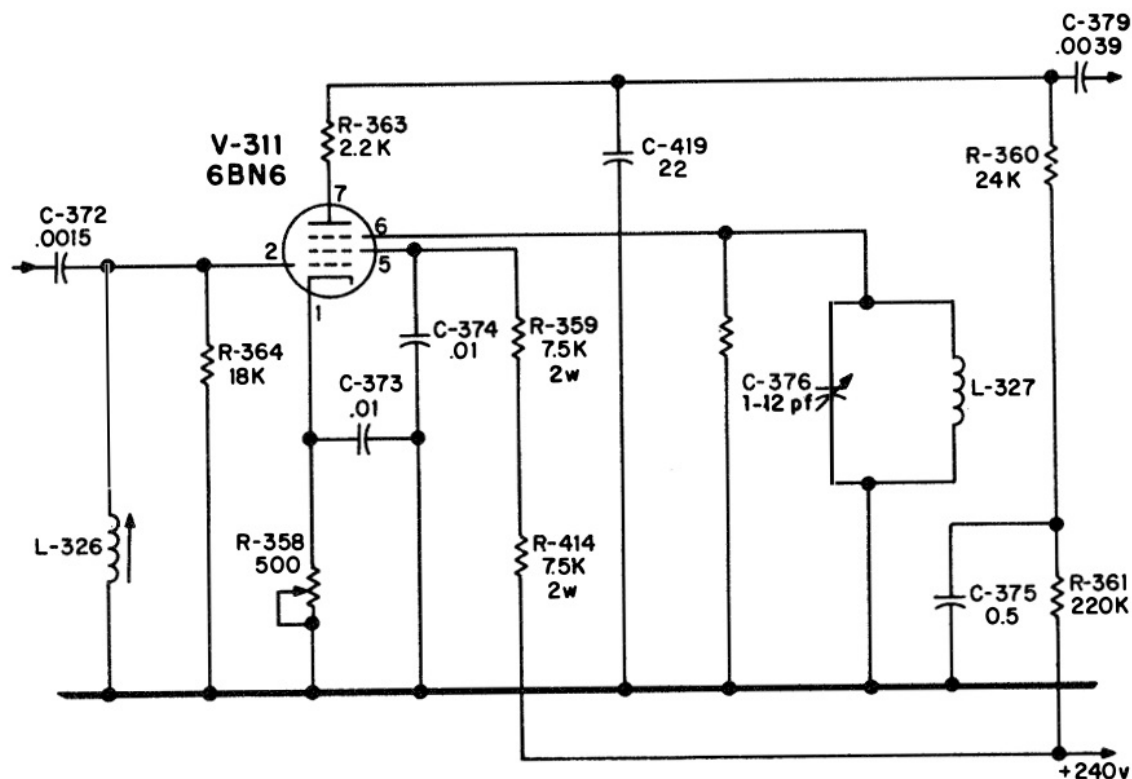 C-379
.0039
R-363
2.2K
V-311
6BN6
C-419
22
R-360
24K
7
C-372
.0015
6
2
5
1
R-364
18K
C-374
.01
R-359
7.5K
2w
C-373
.01
C-376
1-12 pf
L-327
L-326
R-358
500
R-414
7.5K
2w
C-375
0.5
R-361
220K
+240v